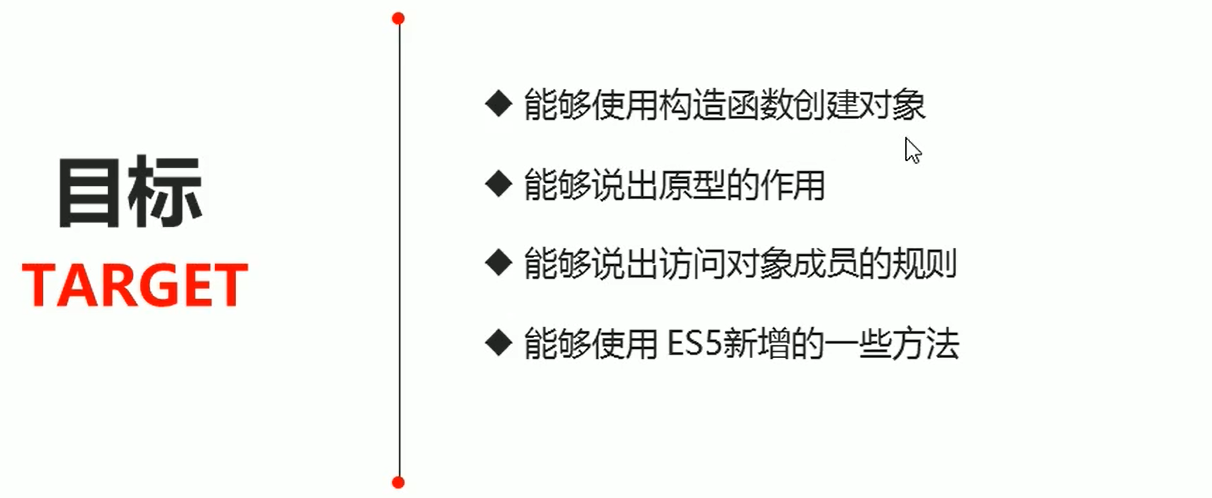 目标
TARGET
能够使用构造函数创建对象
能够说出原型的作用
能够说出访问对象成员的规则
能够使用 ES5新增的一些方法